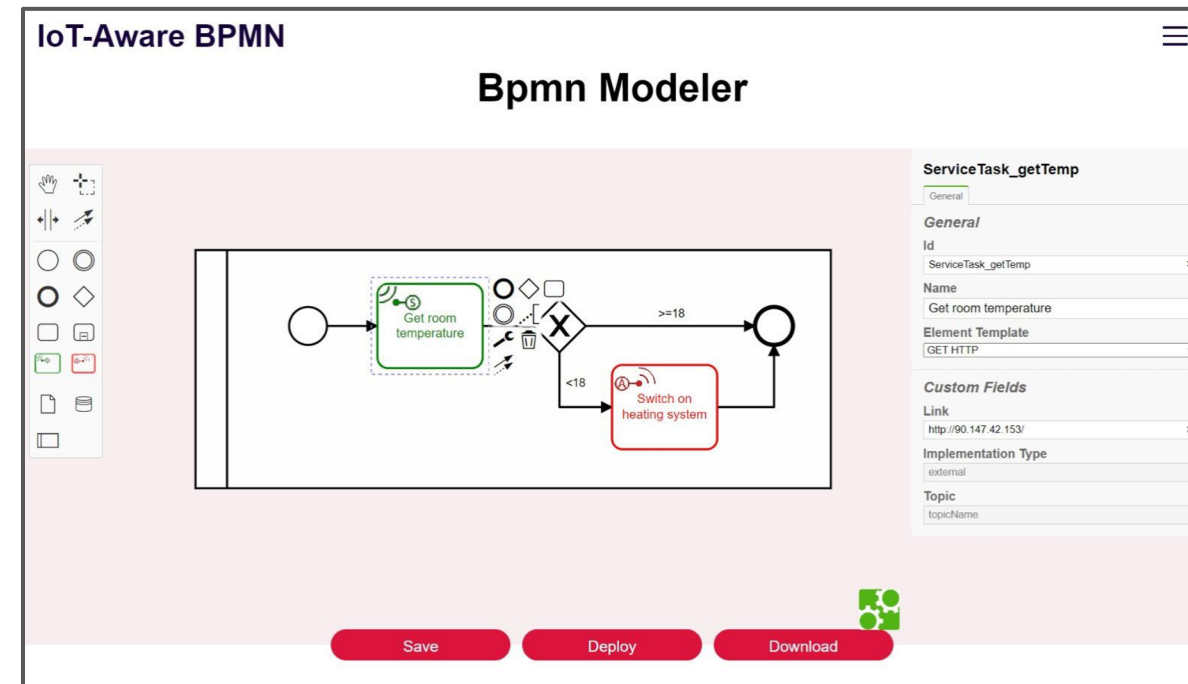 IoT-Aware BPMN
Bpmn Modeler
S
Get room
temperature
X
>=18
<18
A
Switch on
heating system
ServiceTask_getTemp
General
General
Id
ServiceTask_getTemp
Name
Get room temperature
Element Template
GET HTTP
Custom Fields
Link
http://90.147.42.153/
Implementation Type
external
Topic
topicName
Save
Deploy
Download